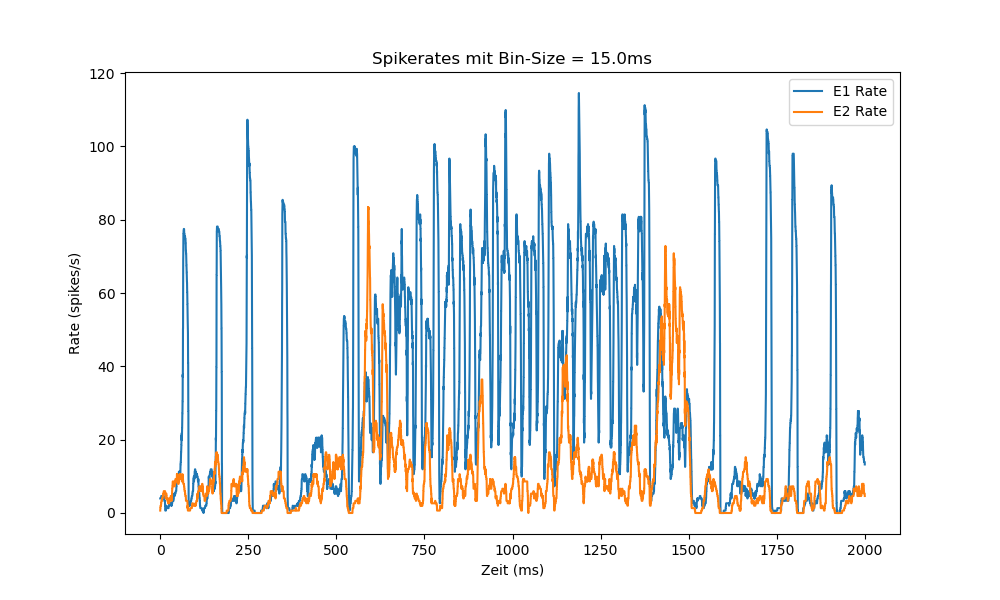 Spikerates mit Bin-Size = 15.0ms
120
100
80
60
40
20
0
Rate (spikes/s)
E1 Rate
E2 Rate
0 250 500 750 1000 1250 1500 1750 2000
Zeit (ms)